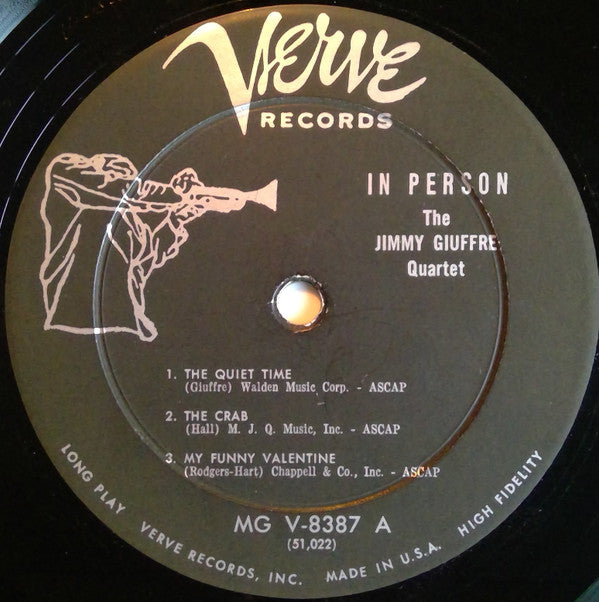 Verve
RECORDS
IN PERSON
The
JIMMY GIUFFRE
Quartet
1. THE QUIET TIME
(Giuffre) Walden Music Corp. - ASCAP
2. THE CRAB
(Hall) M. J. Q. Music, Inc. - ASCAP
3. MY FUNNY VALENTINE
(Rodgers-Hart) Chappell & Co., Inc. - ASCAP
MG V-8387 A
(51,022)
LONG PLAY VERVE RECORDS, INC. MADE IN U.S.A. HIGH FIDELITY